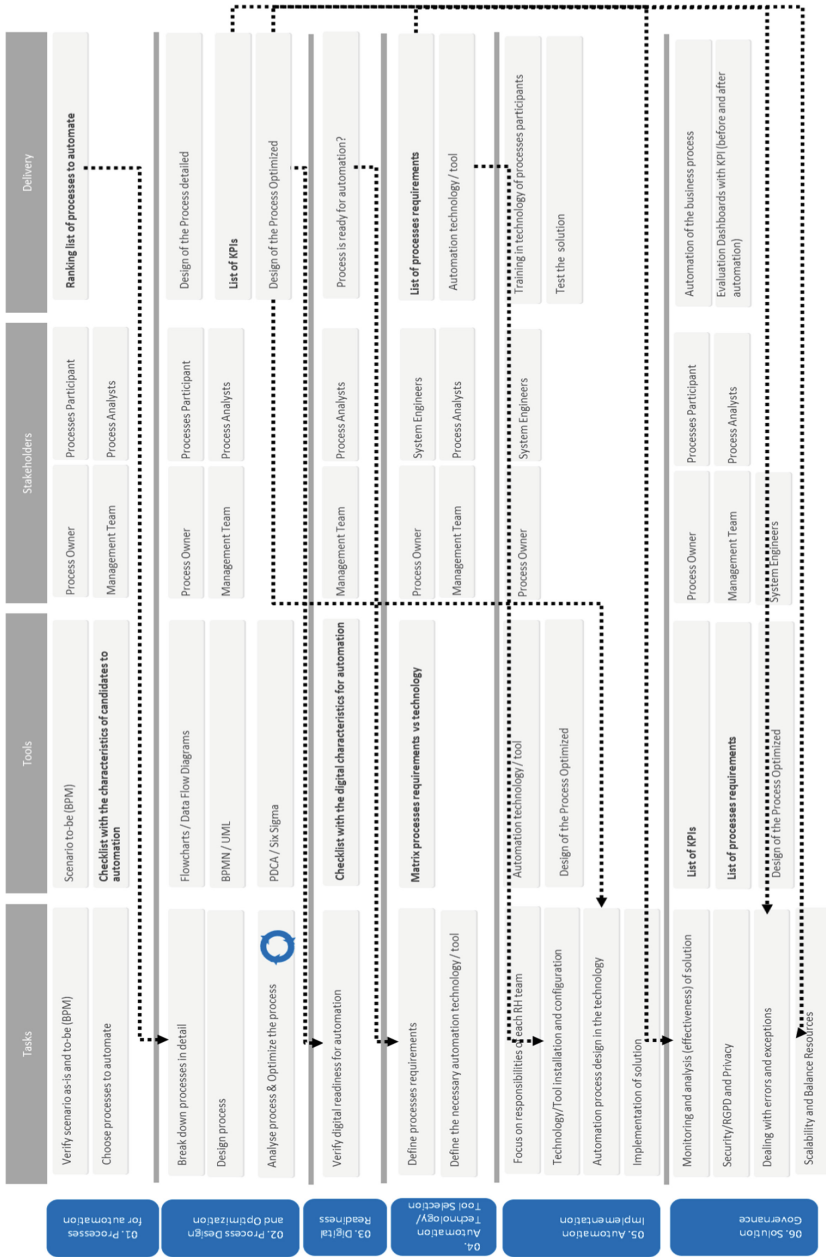 Tasks
Tools
Stakeholders
Delivery
01. Processes
for automation
Verify scenario as-is and to-be (BPM)
Choose processes to automate
Scenario to-be (BPM)
Checklist with the characteristics of candidates to
automation
Process Owner
Management Team
Processes Participant
Process Analysts
Ranking list of processes to automate
02. Process Design
and Optimization
Break down processes in detail
Design process
Analyse process & Optimize the process
Flowcharts / Data Flow Diagrams
BPMN / UML
PDCA / Six Sigma
Process Owner
Management Team
Processes Participant
Process Analysts
Design of the Process detailed
List of KPIs
Design of the Process Optimized
03. Digital
Readiness
Verify digital readiness for automation
Checklist with the digital characteristics for automation
Management Team
Process Analysts
Process is ready for automation?
04.
Automation
Technology/
Tool Selection
Define processes requirements
Define the necessary automation technology / tool
Matrix processes requirements vs technology
Process Owner
Management Team
System Engineers
Process Analysts
List of processes requirements
Automation technology / tool
05. Automation
Implementation
Focus on responsibilities of each RH team
Technology/Tool installation and configuration
Automation process design in the technology
Implementation of solution
Automation technology / tool
Design of the Process Optimized
Process Owner
System Engineers
Training in technology of processes participants
Test the solution
06. Solution
Governance
Monitoring and analysis (effectiveness) of solution
Security/RGPD and Privacy
Dealing with errors and exceptions
Scalability and Balance Resources
List of KPIs
List of processes requirements
Design of the Process Optimized
Process Owner
Management Team
System Engineers
Processes Participant
Process Analysts
Automation of the business process
Evaluation Dashboards with KPI (before and after
automation)